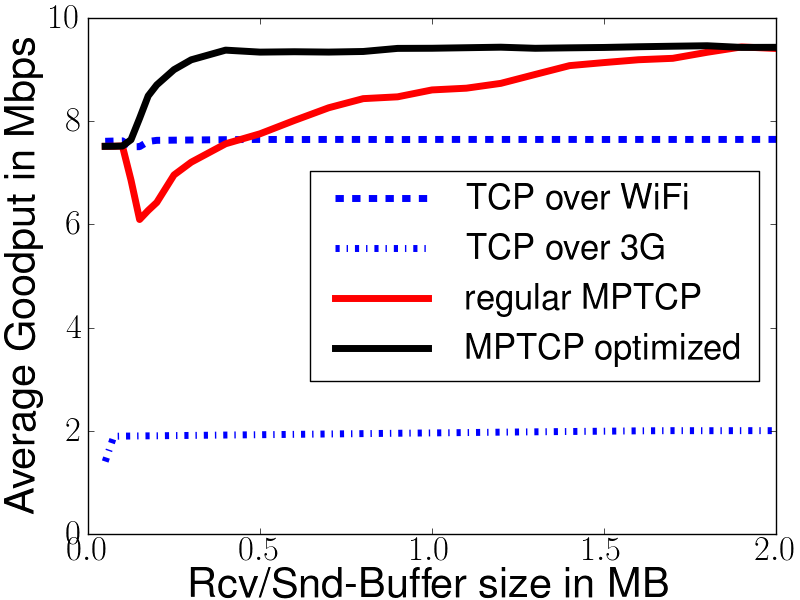 Average Goodput in Mbps
10
8
6
4
2
0
0.0
0.5
1.0
1.5
2.0
Rcv/Snd-Buffer size in MB
TCP over WiFi
TCP over 3G
regular MPTCP
MPTCP optimized